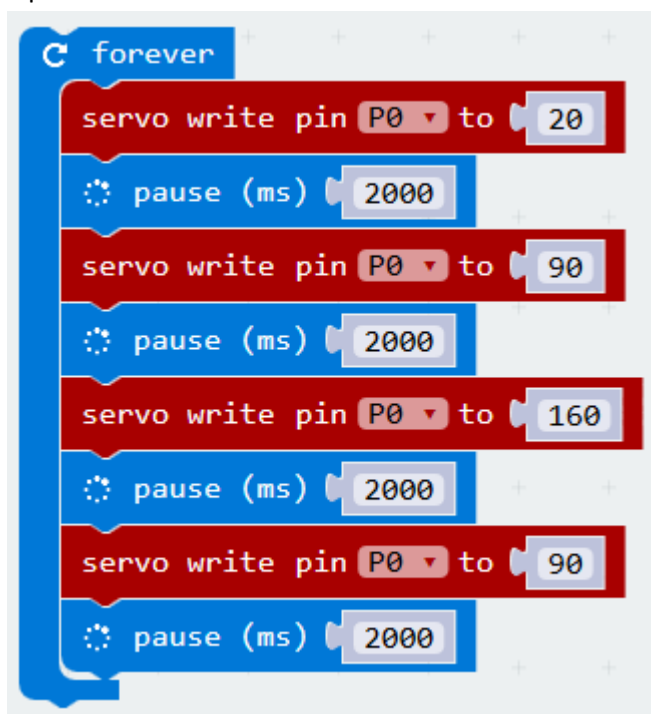 forever
servo write pin P0 to 20
pause (ms) 2000
servo write pin P0 to 90
pause (ms) 2000
servo write pin P0 to 160
pause (ms) 2000
servo write pin P0 to 90
pause (ms) 2000